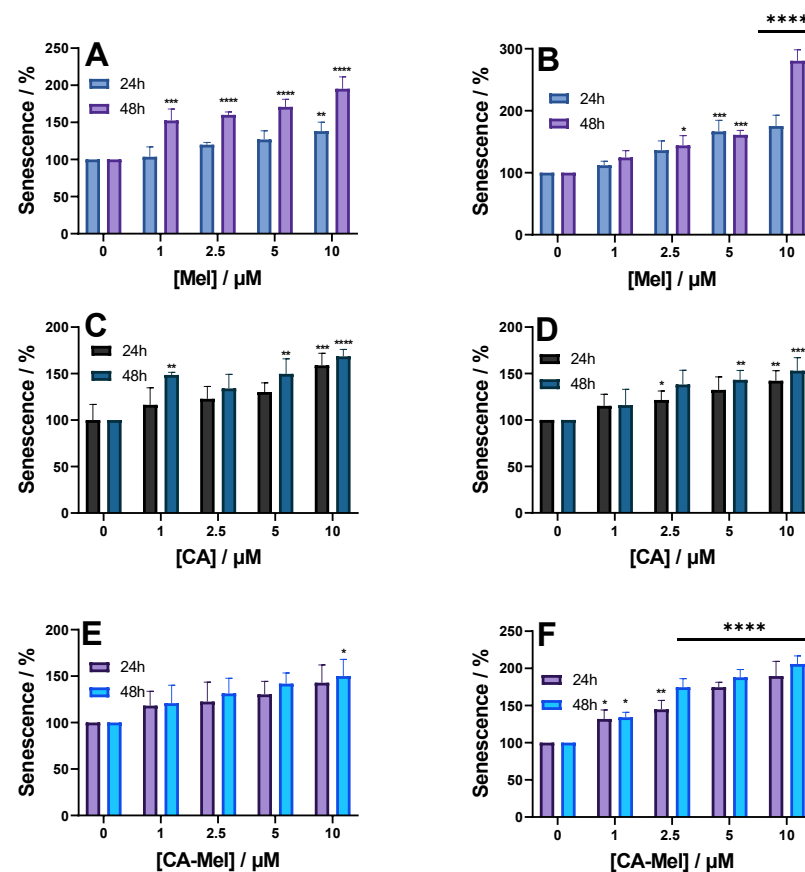 A
Senescence / %
250
200
150
100
50
0
24h
48h
***
****
****
**
****
0 1 2.5 5 10
[Mel] / µM
B
Senescence / %
300
200
100
0
24h
48h
*
***
***
****
0 1 2.5 5 10
[Mel] / µM
C
Senescence / %
200
150
100
50
0
24h
48h
**
**
***
****
0 1 2.5 5 10
[CA] / µM
D
Senescence / %
200
150
100
50
0
24h
48h
*
**
**
***
0 1 2.5 5 10
[CA] / µM
E
Senescence / %
200
150
100
50
0
24h
48h
*
0 1 2.5 5 10
[CA-Mel] / µM
F
Senescence / %
250
200
150
100
50
0
24h
48h
*
*
**
****
0 1 2.5 5 10
[CA-Mel] / µM